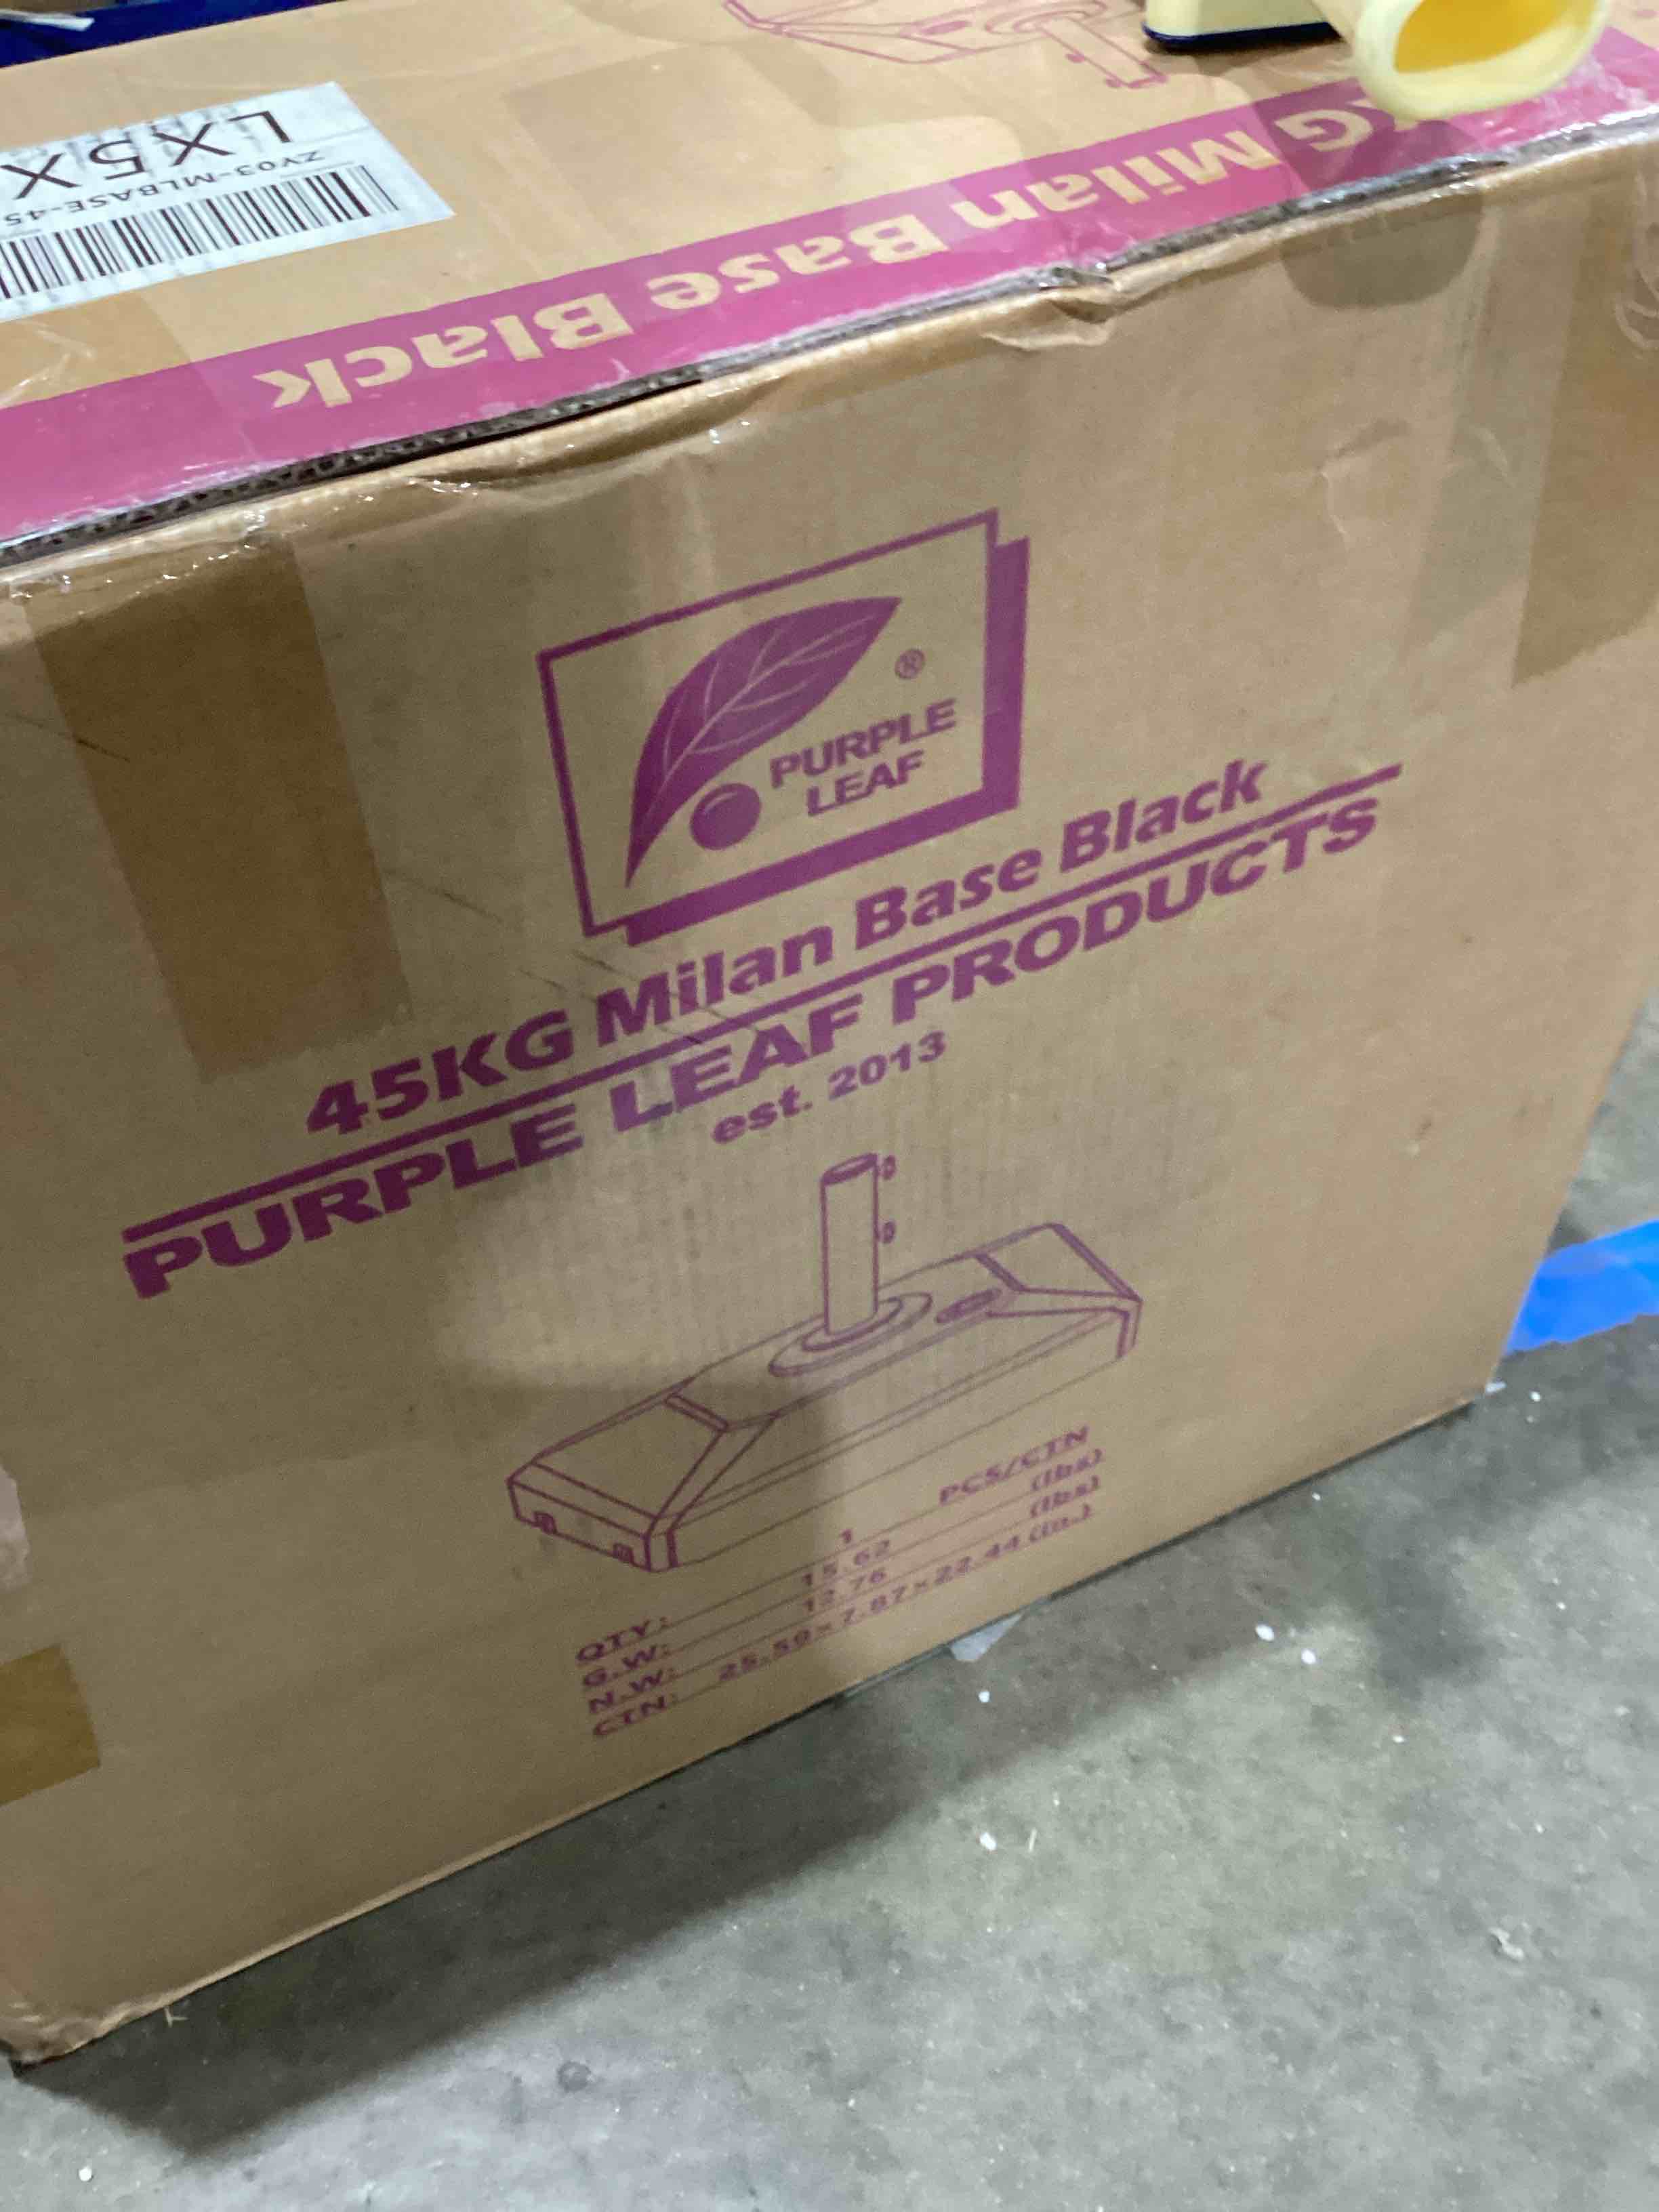 LX5X
ZY03-MLBASE-45
G Milan Base Black
PURPLE
LEAF
®
45KG Milan Base Black
PURPLE LEAF PRODUCTS
est. 2013
QTY: 1 PCS/CTN
G.W: 15.62 (lbs)
N.W: 12.76 (lbs)
CTN: 25.59×7.87×22.44 (in.)